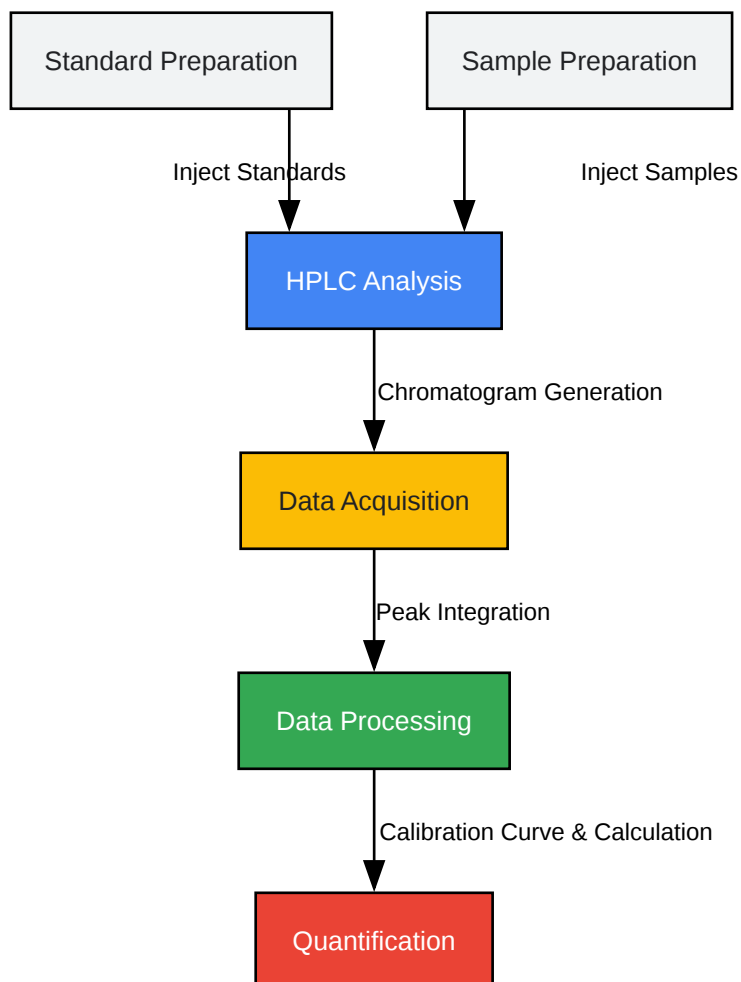 Standard Preparation
Sample Preparation
Inject Standards
Inject Samples
HPLC Analysis
Chromatogram Generation
Data Acquisition
Peak Integration
Data Processing
Calibration Curve & Calculation
Quantification